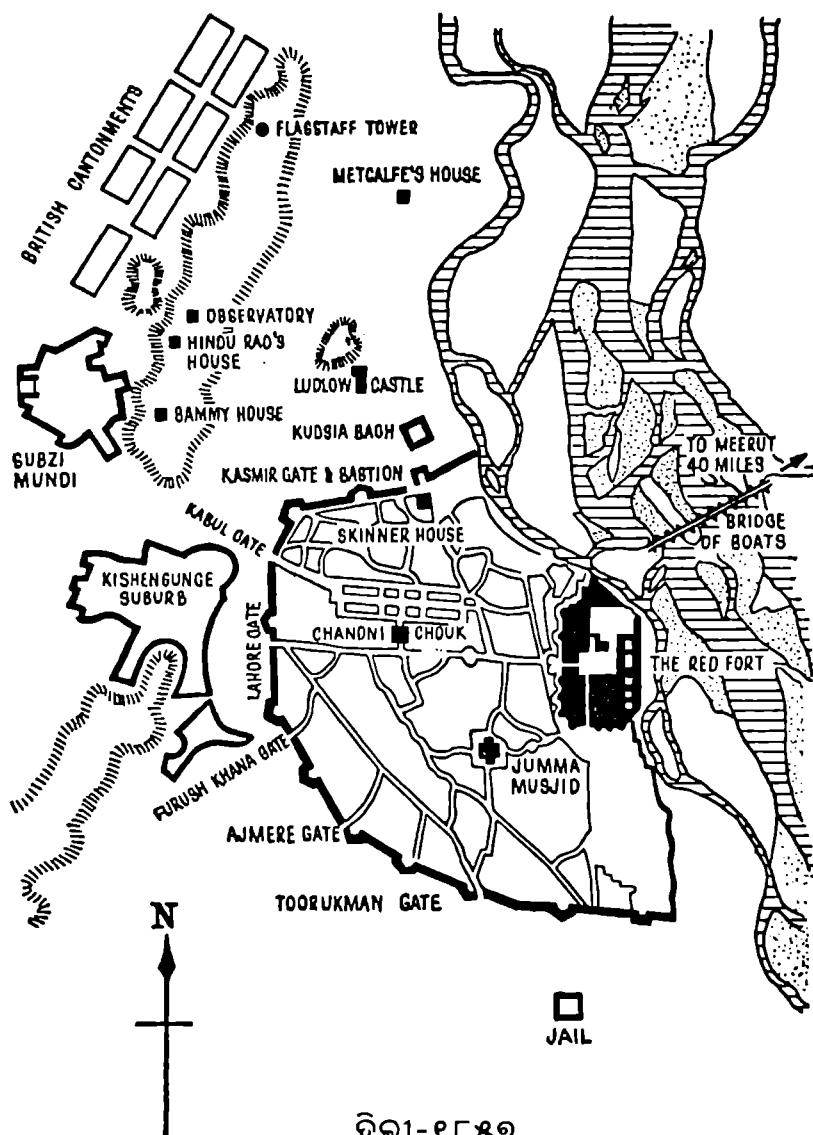 BRITISH CANTONMENTS
FLAGSTAFF TOWER
METCALFE'S HOUSE
OBSERVATORY
HINDU RAO'S
HOUSE
LUDLOW CASTLE
SAMMY HOUSE
SUBZI
MUNDI
KUDSIA BAGH
TO MEERUT
40 MILES
KASMIR GATE & BASTION
KABUL GATE
SKINNER HOUSE
BRIDGE
OF BOATS
KISHENGUNGE
SUBURB
LAHORE GATE
CHANDNI CHOUK
THE RED FORT
JUMMA
MUSJID
FURUSH KHANA GATE
AJMERE GATE
TOORUKMAN GATE
N
JAIL
ଦିଲ୍ଲୀ-୧୮୫୭